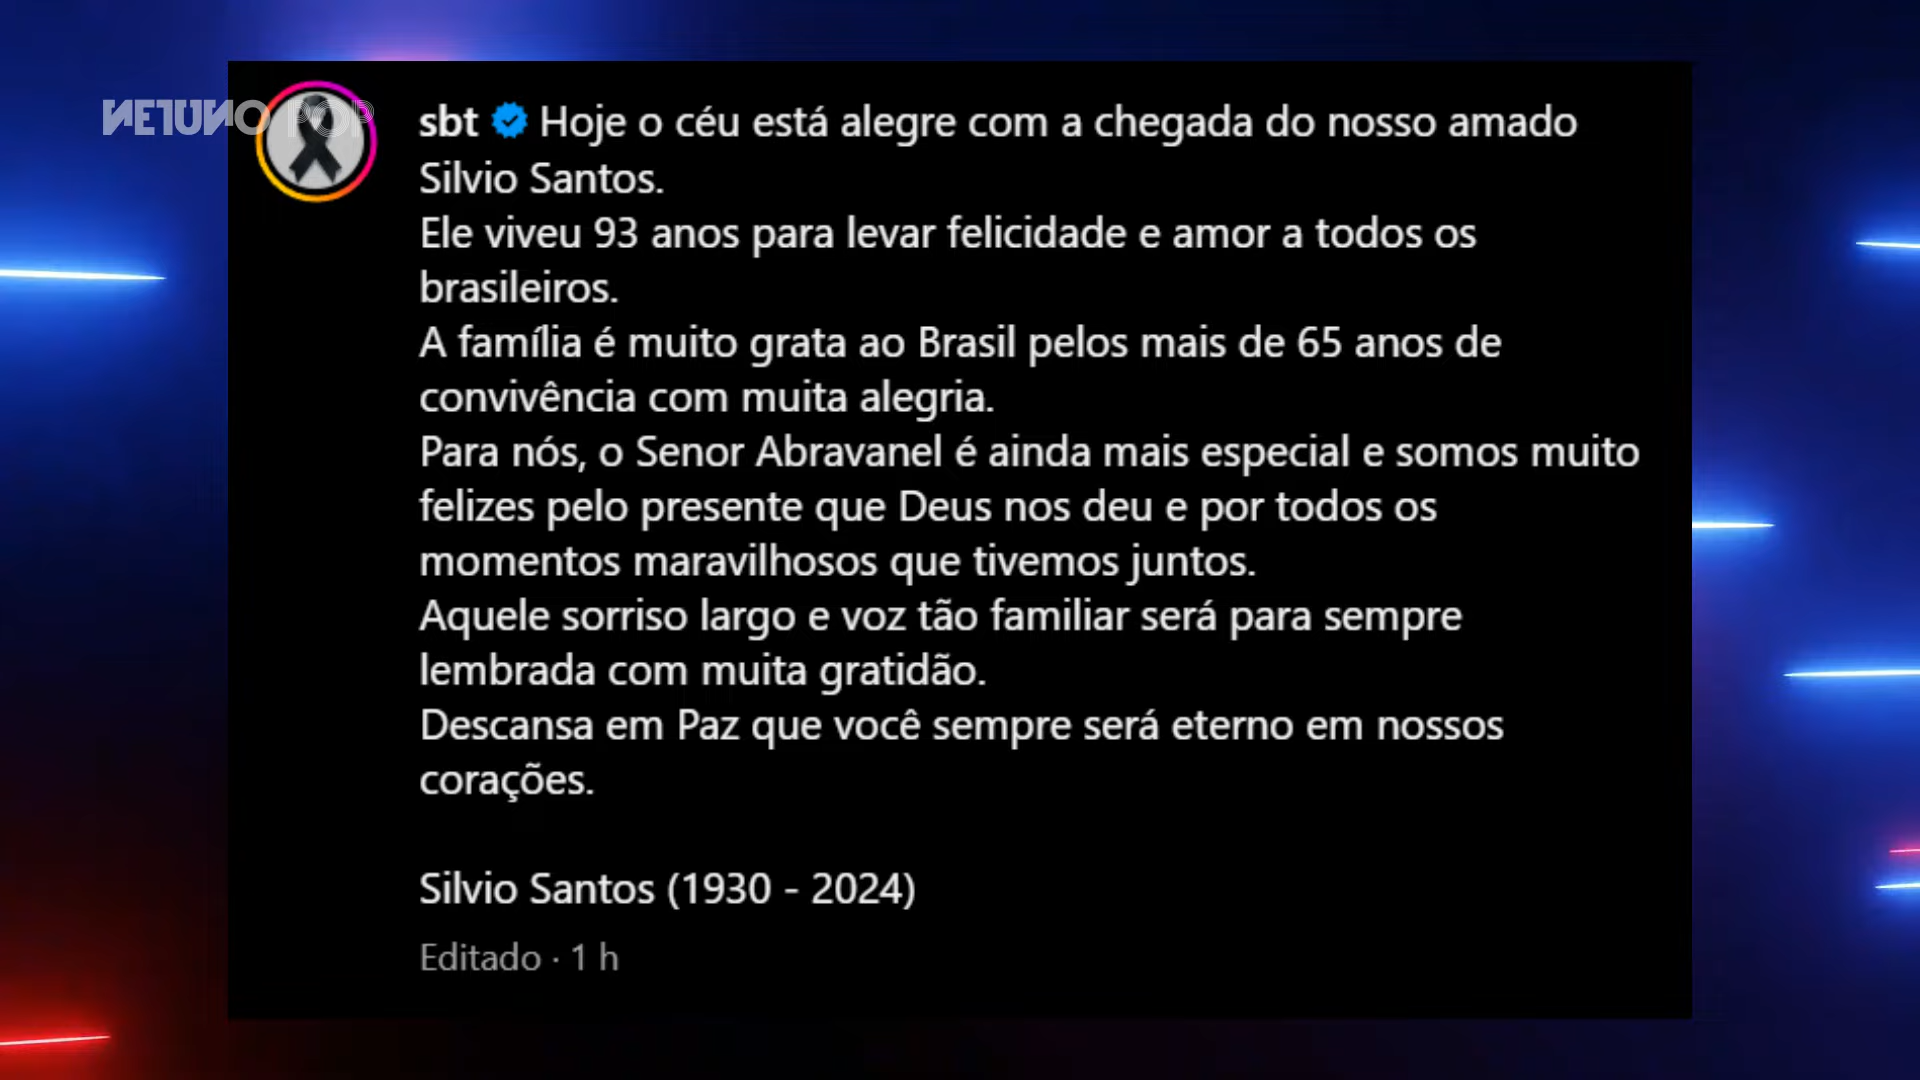 NETUNO POP
sbt Hoje o céu está alegre com a chegada do nosso amado
Silvio Santos.
Ele viveu 93 anos para levar felicidade e amor a todos os
brasileiros.
A família é muito grata ao Brasil pelos mais de 65 anos de
convivência com muita alegria.
Para nós, o Senor Abravanel é ainda mais especial e somos muito
felizes pelo presente que Deus nos deu e por todos os
momentos maravilhosos que tivemos juntos.
Aquele sorriso largo e voz tão familiar será para sempre
lembrada com muita gratidão.
Descansa em Paz que você sempre será eterno em nossos
corações.
Silvio Santos (1930 - 2024)
Editado · 1 h